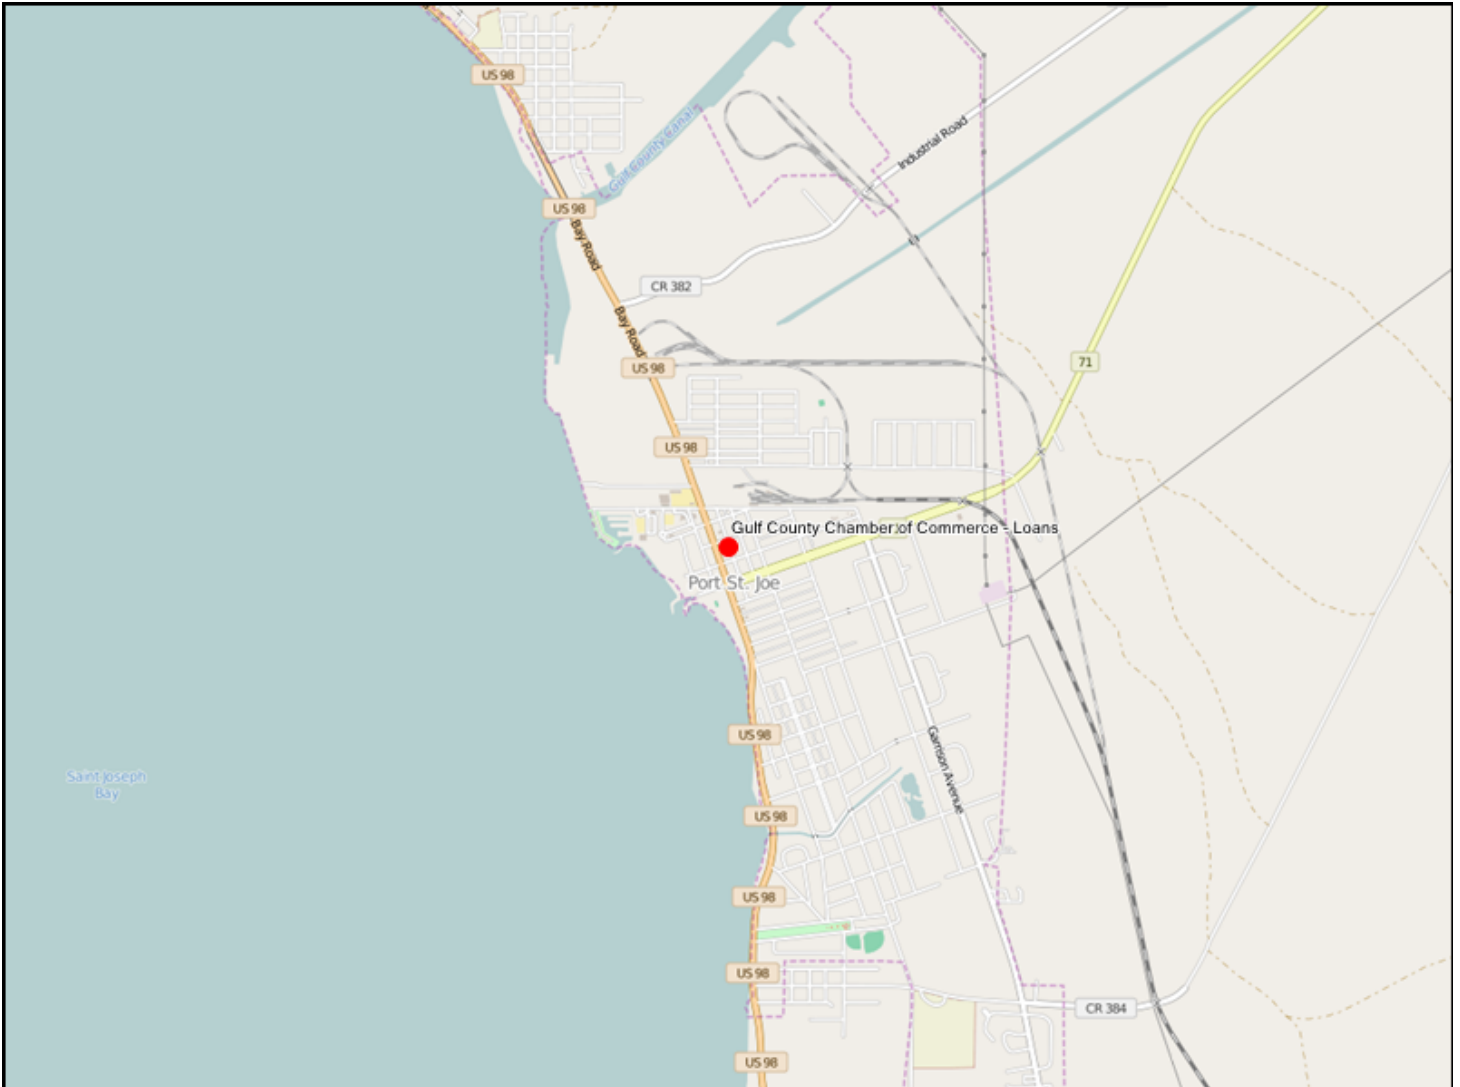 US 98
Gulf County Canal
Industrial Road
US 98
Bay Road
CR 382
Bay Road
US 98
71
US 98
Gulf County Chamber of Commerce - Loans
Port St. Joe
US 98
Garrison Avenue
Saint Joseph
Bay
US 98
US 98
US 98
CR 384
US 98